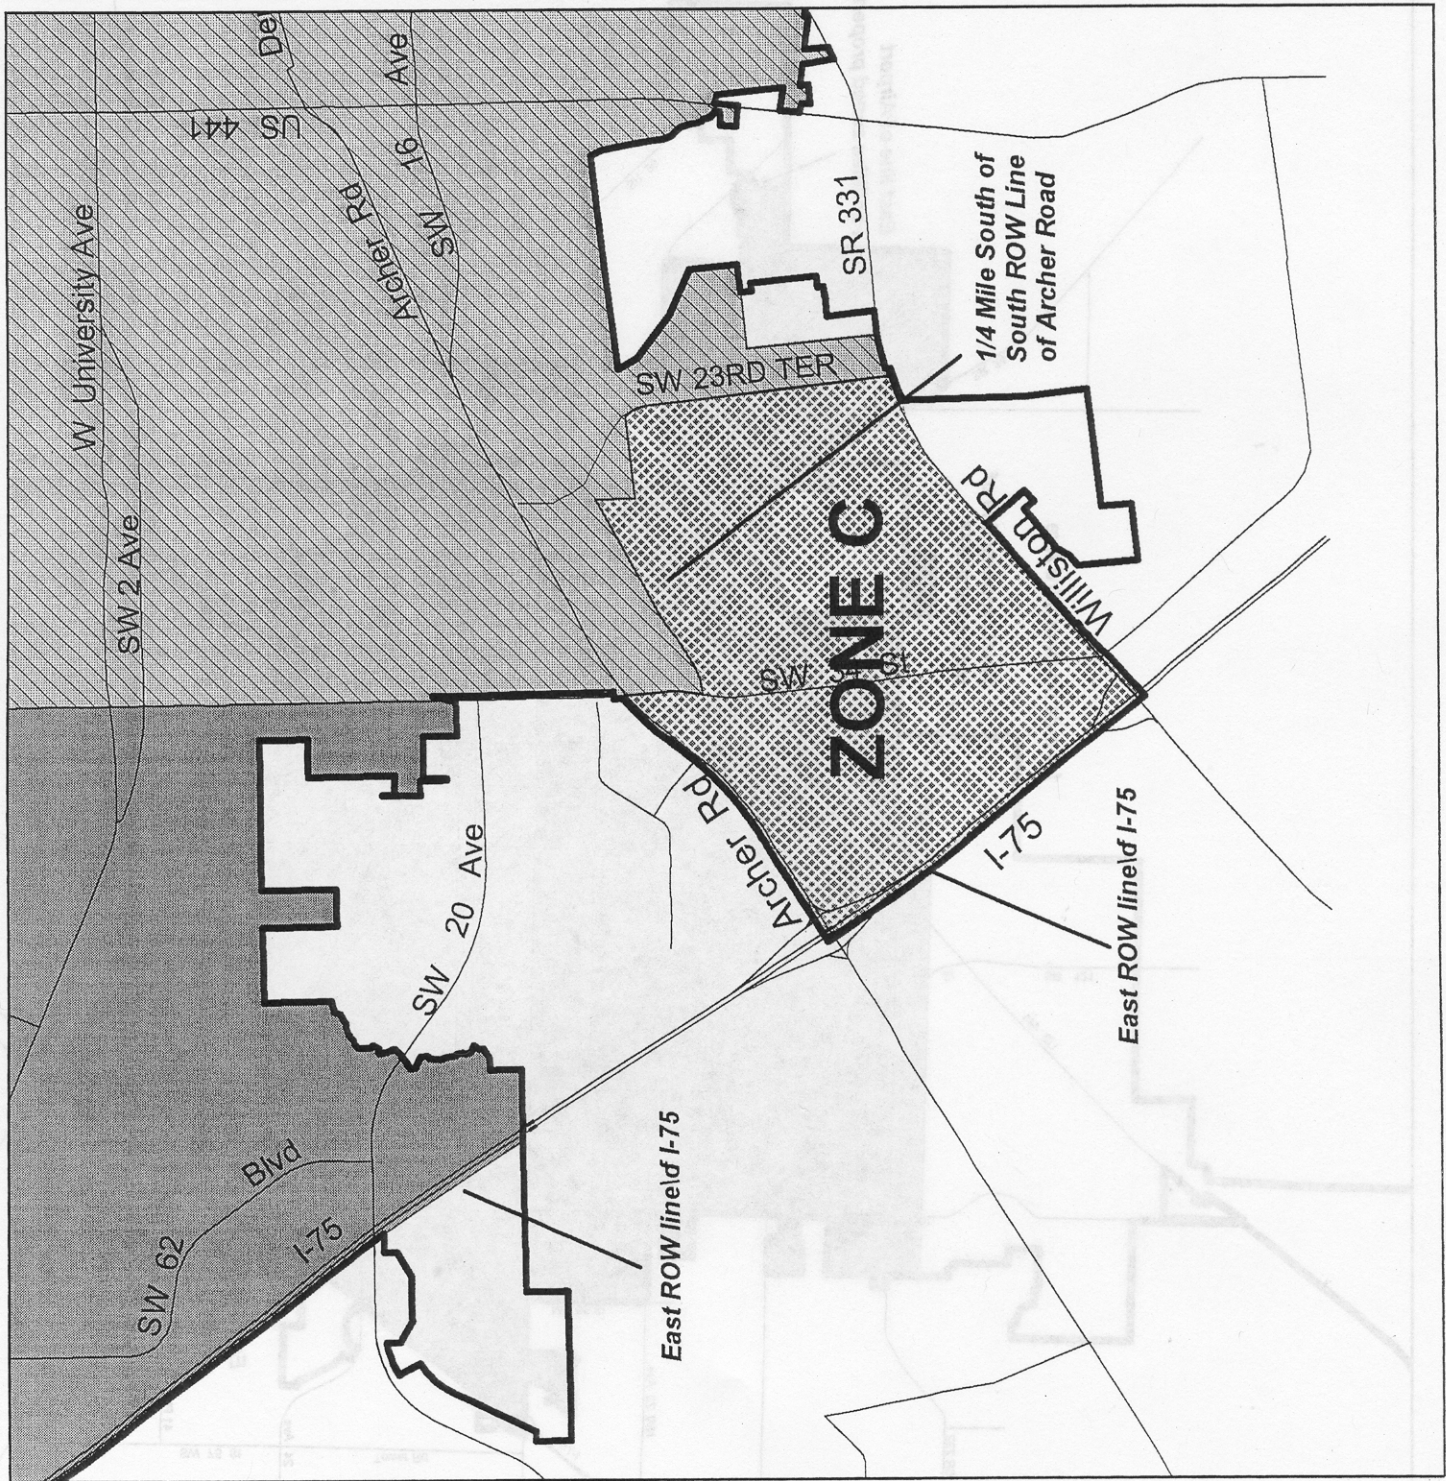 W University Ave
SW 2 Ave
US 441
Archer Rd
SW 16 Ave
SR 331
SW 23RD TER
1/4 Mile South of
South ROW Line
of Archer Road
ZONE C
Williston Rd
SW 34 St
Archer Rd
I-75
East ROW line\d I-75
SW 20 Ave
SW 62 Blvd
I-75
East ROW line\d I-75